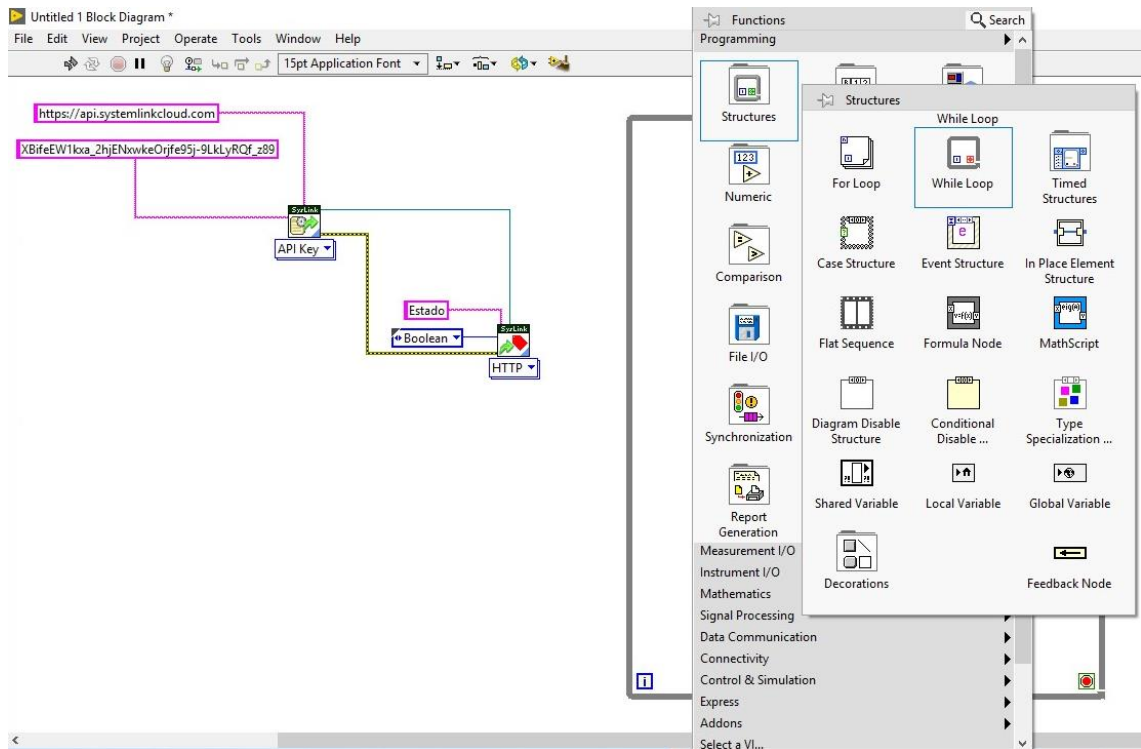 Untitled 1 Block Diagram *
File Edit View Project Operate Tools Window Help
15pt Application Font
https://api.systemlinkcloud.com
XBifeEW1kxa_2hjENxwkeOrjfe95j-9LkLyRQf_z89
SysLink
API Key
Estado
Boolean
SysLink
HTTP
Functions
Search
Programming
Structures
123
Numeric
Comparison
File I/O
Synchronization
Report
Generation
Measurement I/O
Instrument I/O
Mathematics
Signal Processing
Data Communication
Connectivity
Control & Simulation
Express
Addons
Select a VI...
Structures
While Loop
For Loop
While Loop
Timed
Structures
Case Structure
Event Structure
In Place Element
Structure
Flat Sequence
Formula Node
MathScript
Diagram Disable
Structure
Conditional
Disable ...
Type
Specialization ...
Shared Variable
Local Variable
Global Variable
Decorations
Feedback Node
i